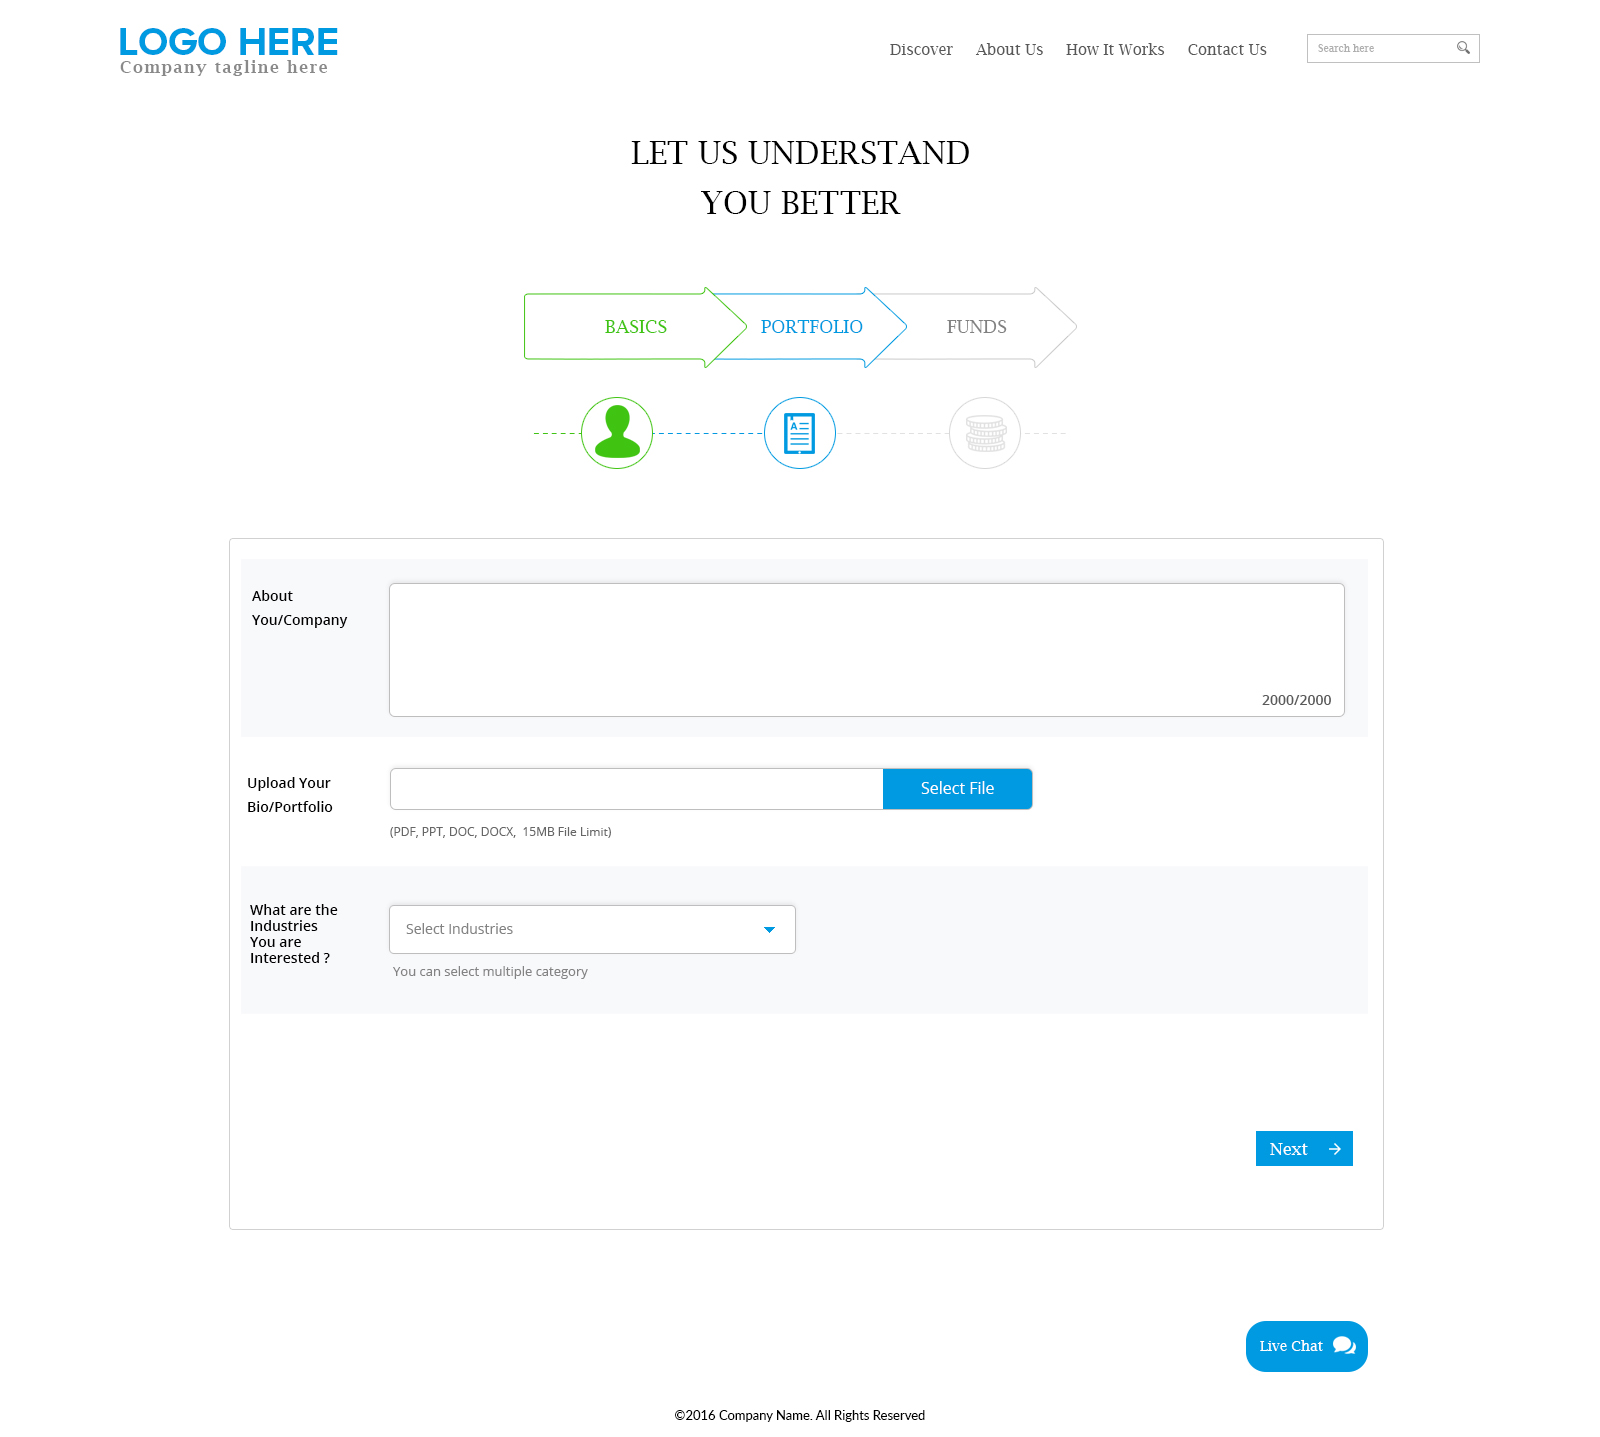 LOGO HERE
Company tagline here
Discover About Us How It Works Contact Us Search here
LET US UNDERSTAND
YOU BETTER
BASICS PORTFOLIO FUNDS
A
About
You/Company
2000/2000
Upload Your
Bio/Portfolio
Select File
(PDF, PPT, DOC, DOCX, 15MB File Limit)
What are the
Industries
You are
Interested ?
Select Industries
You can select multiple category
Next
Live Chat
©2016 Company Name. All Rights Reserved